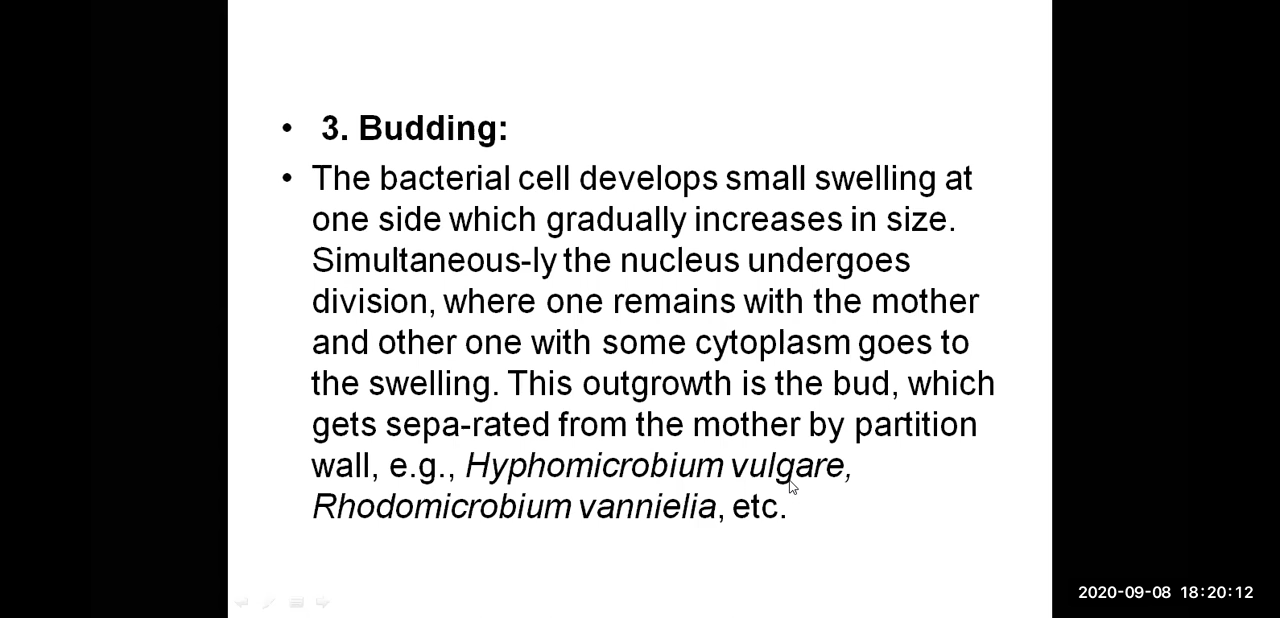 • 3. Budding:
• The bacterial cell develops small swelling at
one side which gradually increases in size.
Simultaneous-ly the nucleus undergoes
division, where one remains with the mother
and other one with some cytoplasm goes to
the swelling. This outgrowth is the bud, which
gets sepa-rated from the mother by partition
wall, e.g., Hyphomicrobium vulgare,
Rhodomicrobium vannielia, etc.
2020-09-08 18:20:12